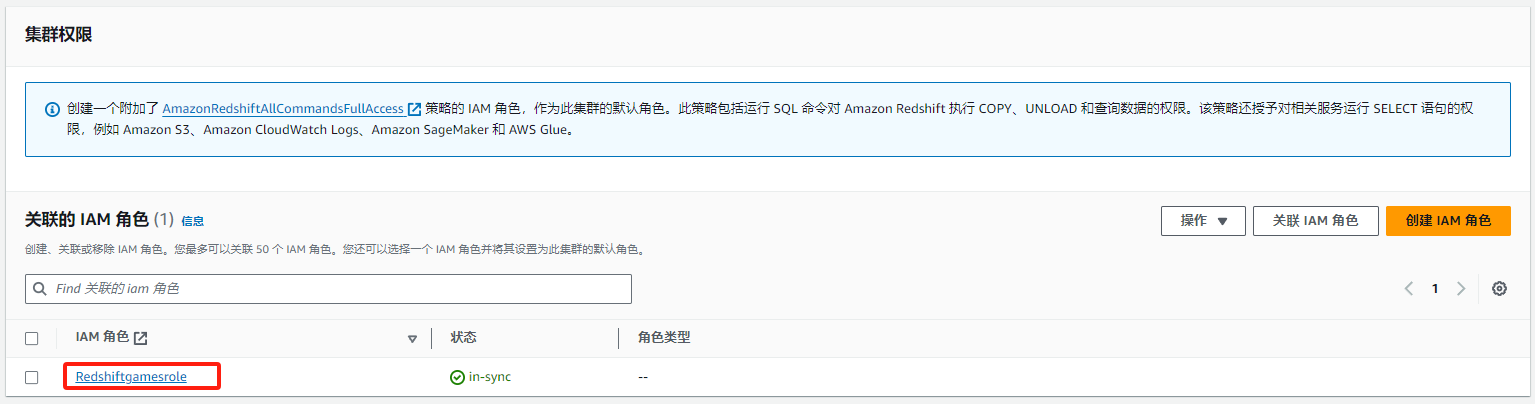 集群权限
创建一个附加了 AmazonRedshiftAllCommandsFullAccess 策略的 IAM 角色，作为此集群的默认角色。此策略包括运行 SQL 命令对 Amazon Redshift 执行 COPY、UNLOAD 和查询数据的权限。该策略还授予对相关服务运行 SELECT 语句的权
限，例如 Amazon S3、Amazon CloudWatch Logs、Amazon SageMaker 和 AWS Glue。
关联的 IAM 角色 (1) 信息
操作
关联 IAM 角色
创建 IAM 角色
创建、关联或移除 IAM 角色。您最多可以关联 50 个 IAM 角色。您还可以选择一个 IAM 角色并将其设置为此集群的默认角色。
Find 关联的 iam 角色
1
IAM 角色 状态 角色类型
Redshiftgamesrole in-sync --